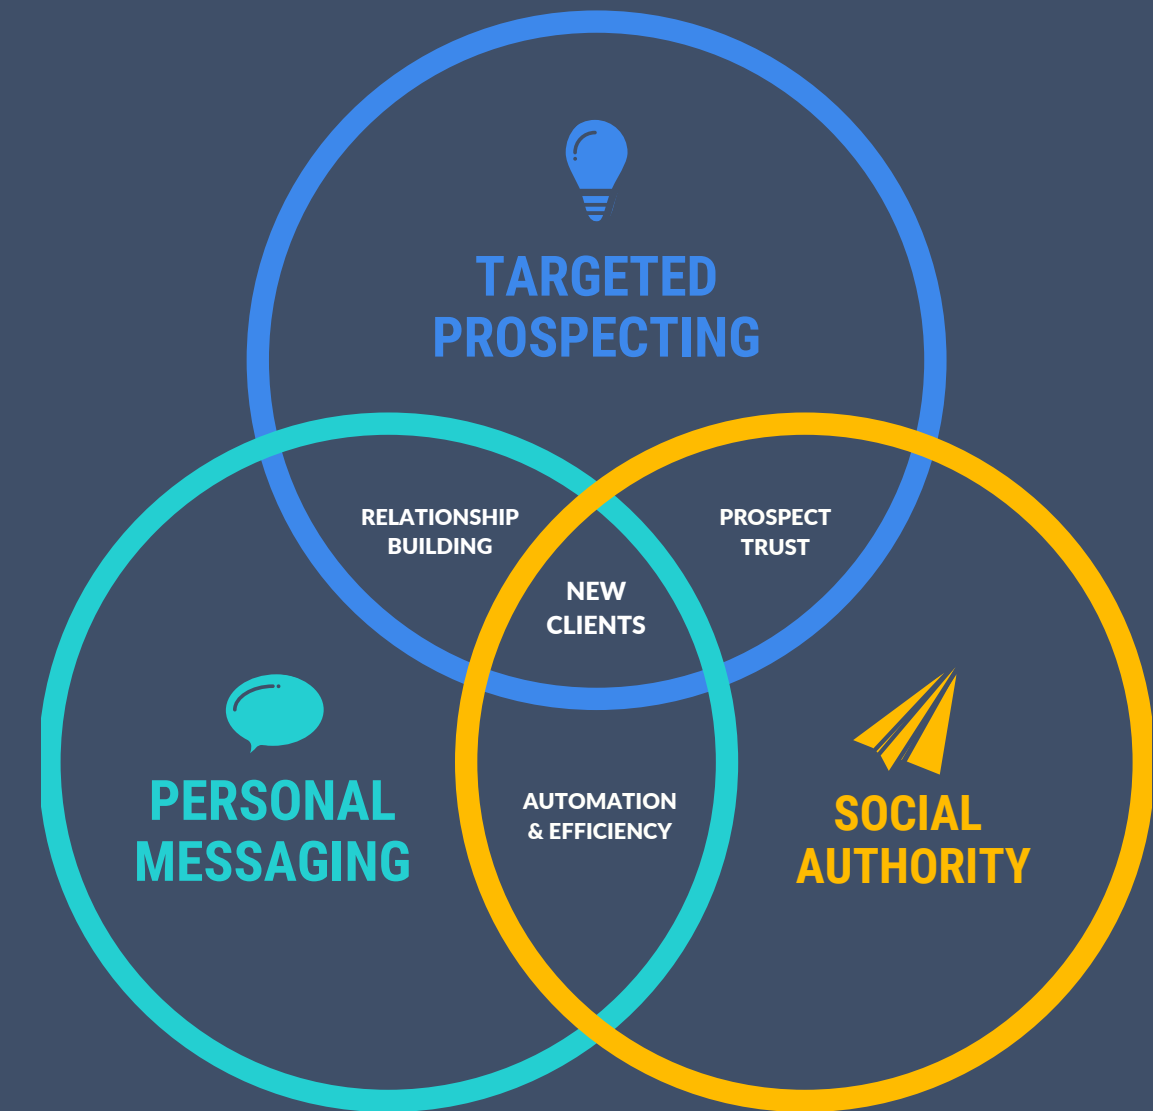 TARGETED
PROSPECTING
RELATIONSHIP
BUILDING
PROSPECT
TRUST
NEW
CLIENTS
PERSONAL
MESSAGING
AUTOMATION
& EFFICIENCY
SOCIAL
AUTHORITY